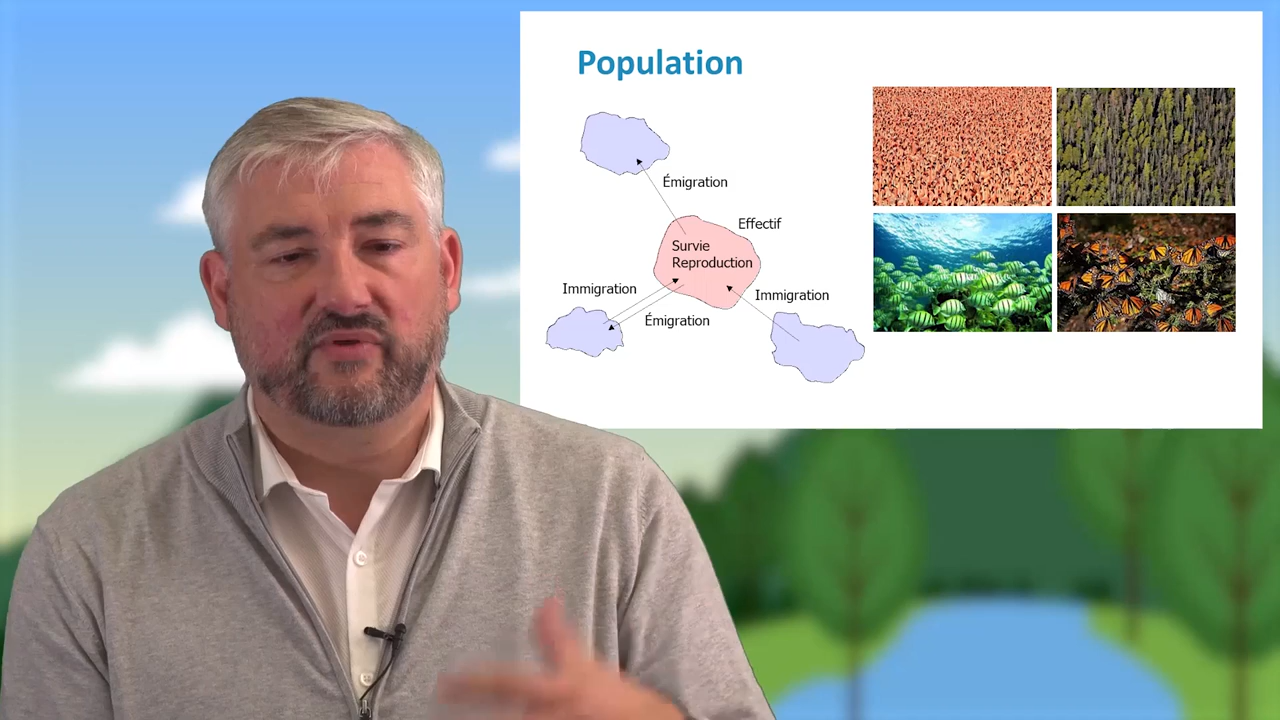 Population
Émigration
Effectif
Survie
Reproduction
Immigration
Immigration
Émigration